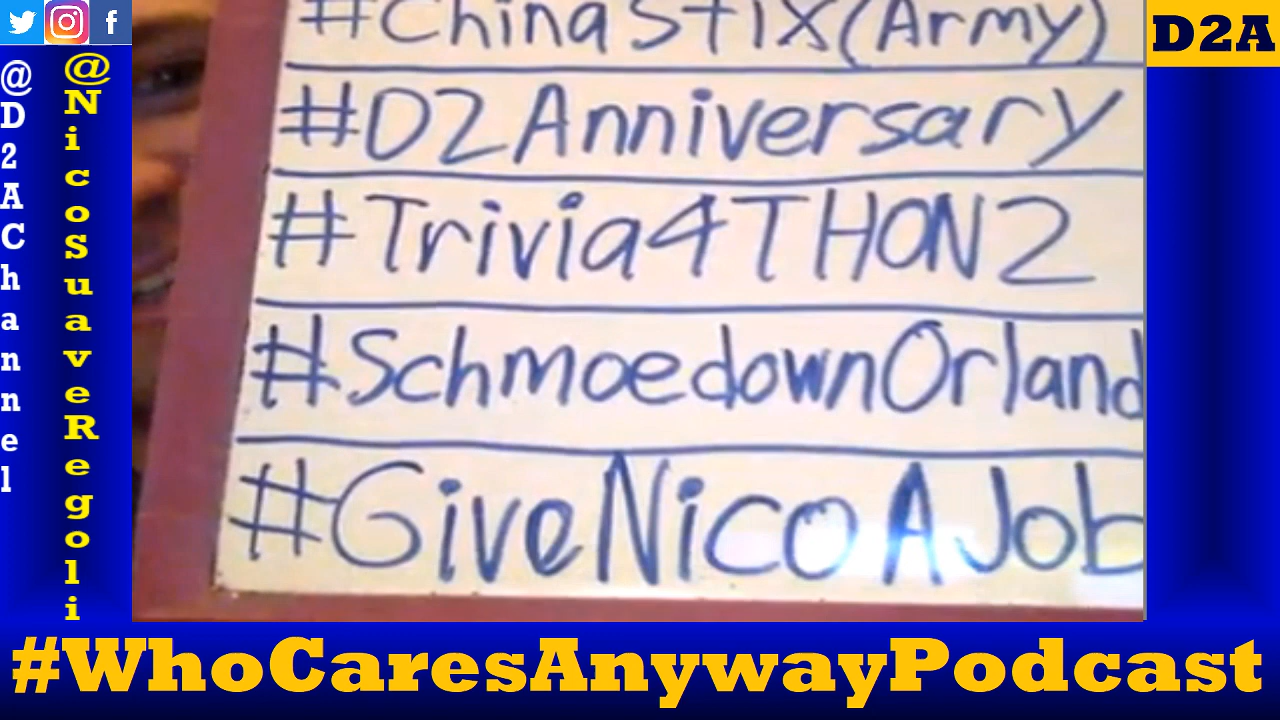 @D2AChannel
@NicoSuaveRegoli
D2A
#ChinaStix(Army)
#D2Anniversary
#Trivia4THON2
#SchmoedownOrland
#GiveNicoAJob
#WhoCaresAnywayPodcast